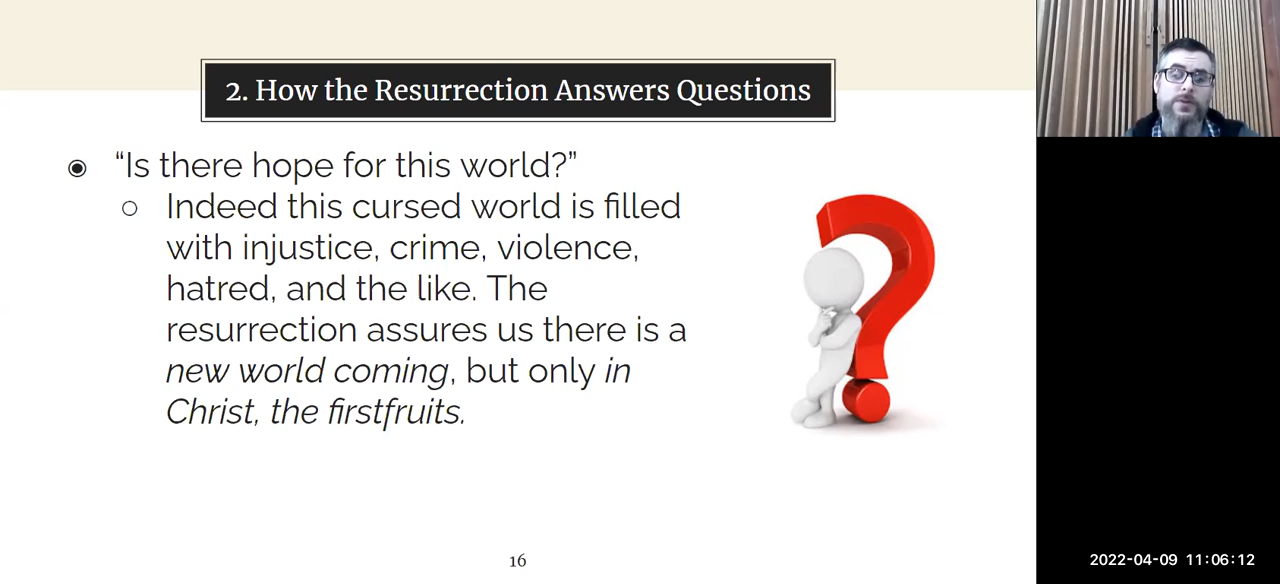 2. How the Resurrection Answers Questions
“Is there hope for this world?”
Indeed this cursed world is filled
with injustice, crime, violence,
hatred, and the like. The
resurrection assures us there is a
new world coming, but only in
Christ, the firstfruits.
16
2022-04-09 11:06:12